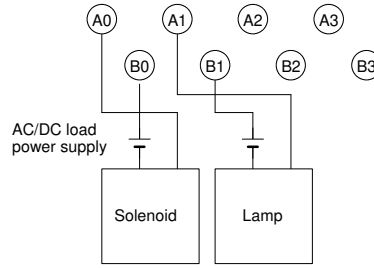 A0 A1 A2 A3
B0 B1 B2 B3
AC/DC load
power supply
Solenoid Lamp